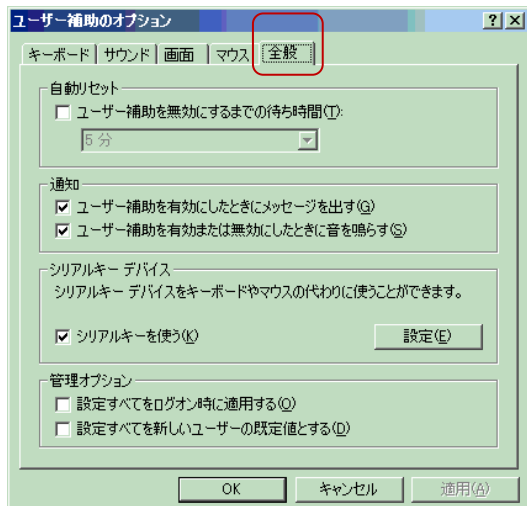 ユーザー補助のオプション
キーボード サウンド 画面 マウス 全般
自動リセット
ユーザー補助を無効にするまでの待ち時間(T):
5 分
通知
ユーザー補助を有効にしたときにメッセージを出す(G)
ユーザー補助を有効または無効にしたときに音を鳴らす(S)
シリアルキー デバイス
シリアルキー デバイスをキーボードやマウスの代わりに使うことができます。
シリアルキーを使う(K) 設定(E)
管理オプション
設定すべてをログオン時に適用する(O)
設定すべてを新しいユーザーの既定値とする(D)
OK キャンセル 適用(A)